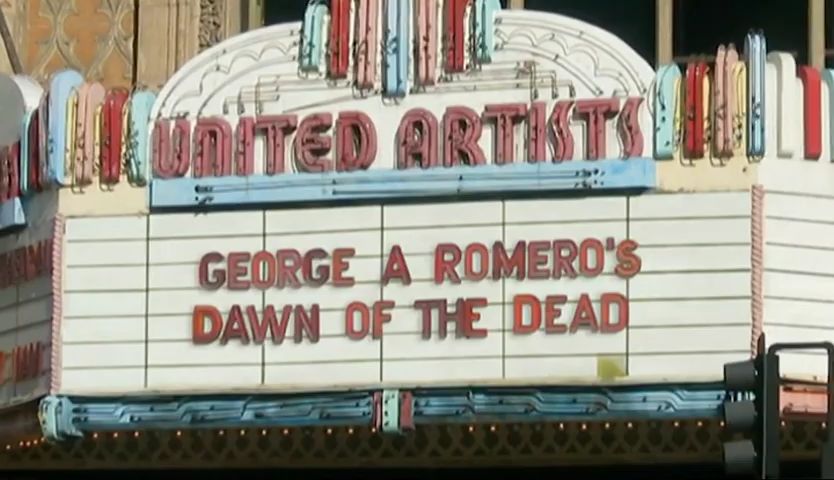 UNITED ARTISTS
GEORGE A ROMERO'S
DAWN OF THE DEAD